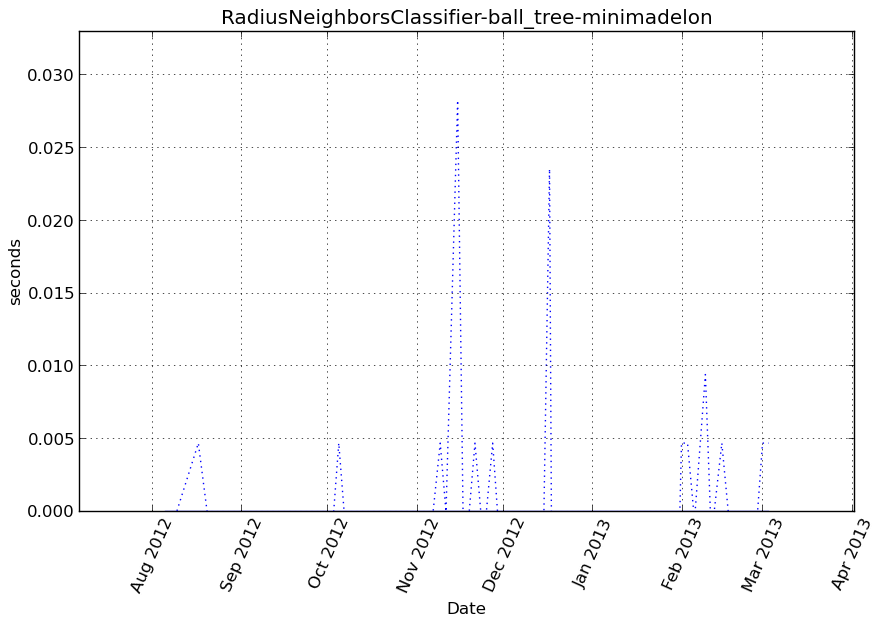 RadiusNeighborsClassifier-ball_tree-minimadelon
0.030
0.025
0.020
0.015
0.010
0.005
0.000
seconds
Aug 2012
Sep 2012
Oct 2012
Nov 2012
Dec 2012
Jan 2013
Feb 2013
Mar 2013
Apr 2013
Date